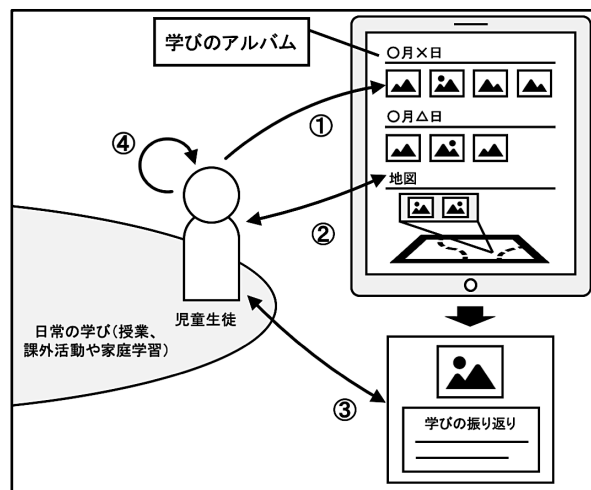 学びのアルバム
〇月×日
①
④
〇月△日
地図
②
児童生徒
日常の学び(授業、
課外活動や家庭学習)
③
学びの振り返り